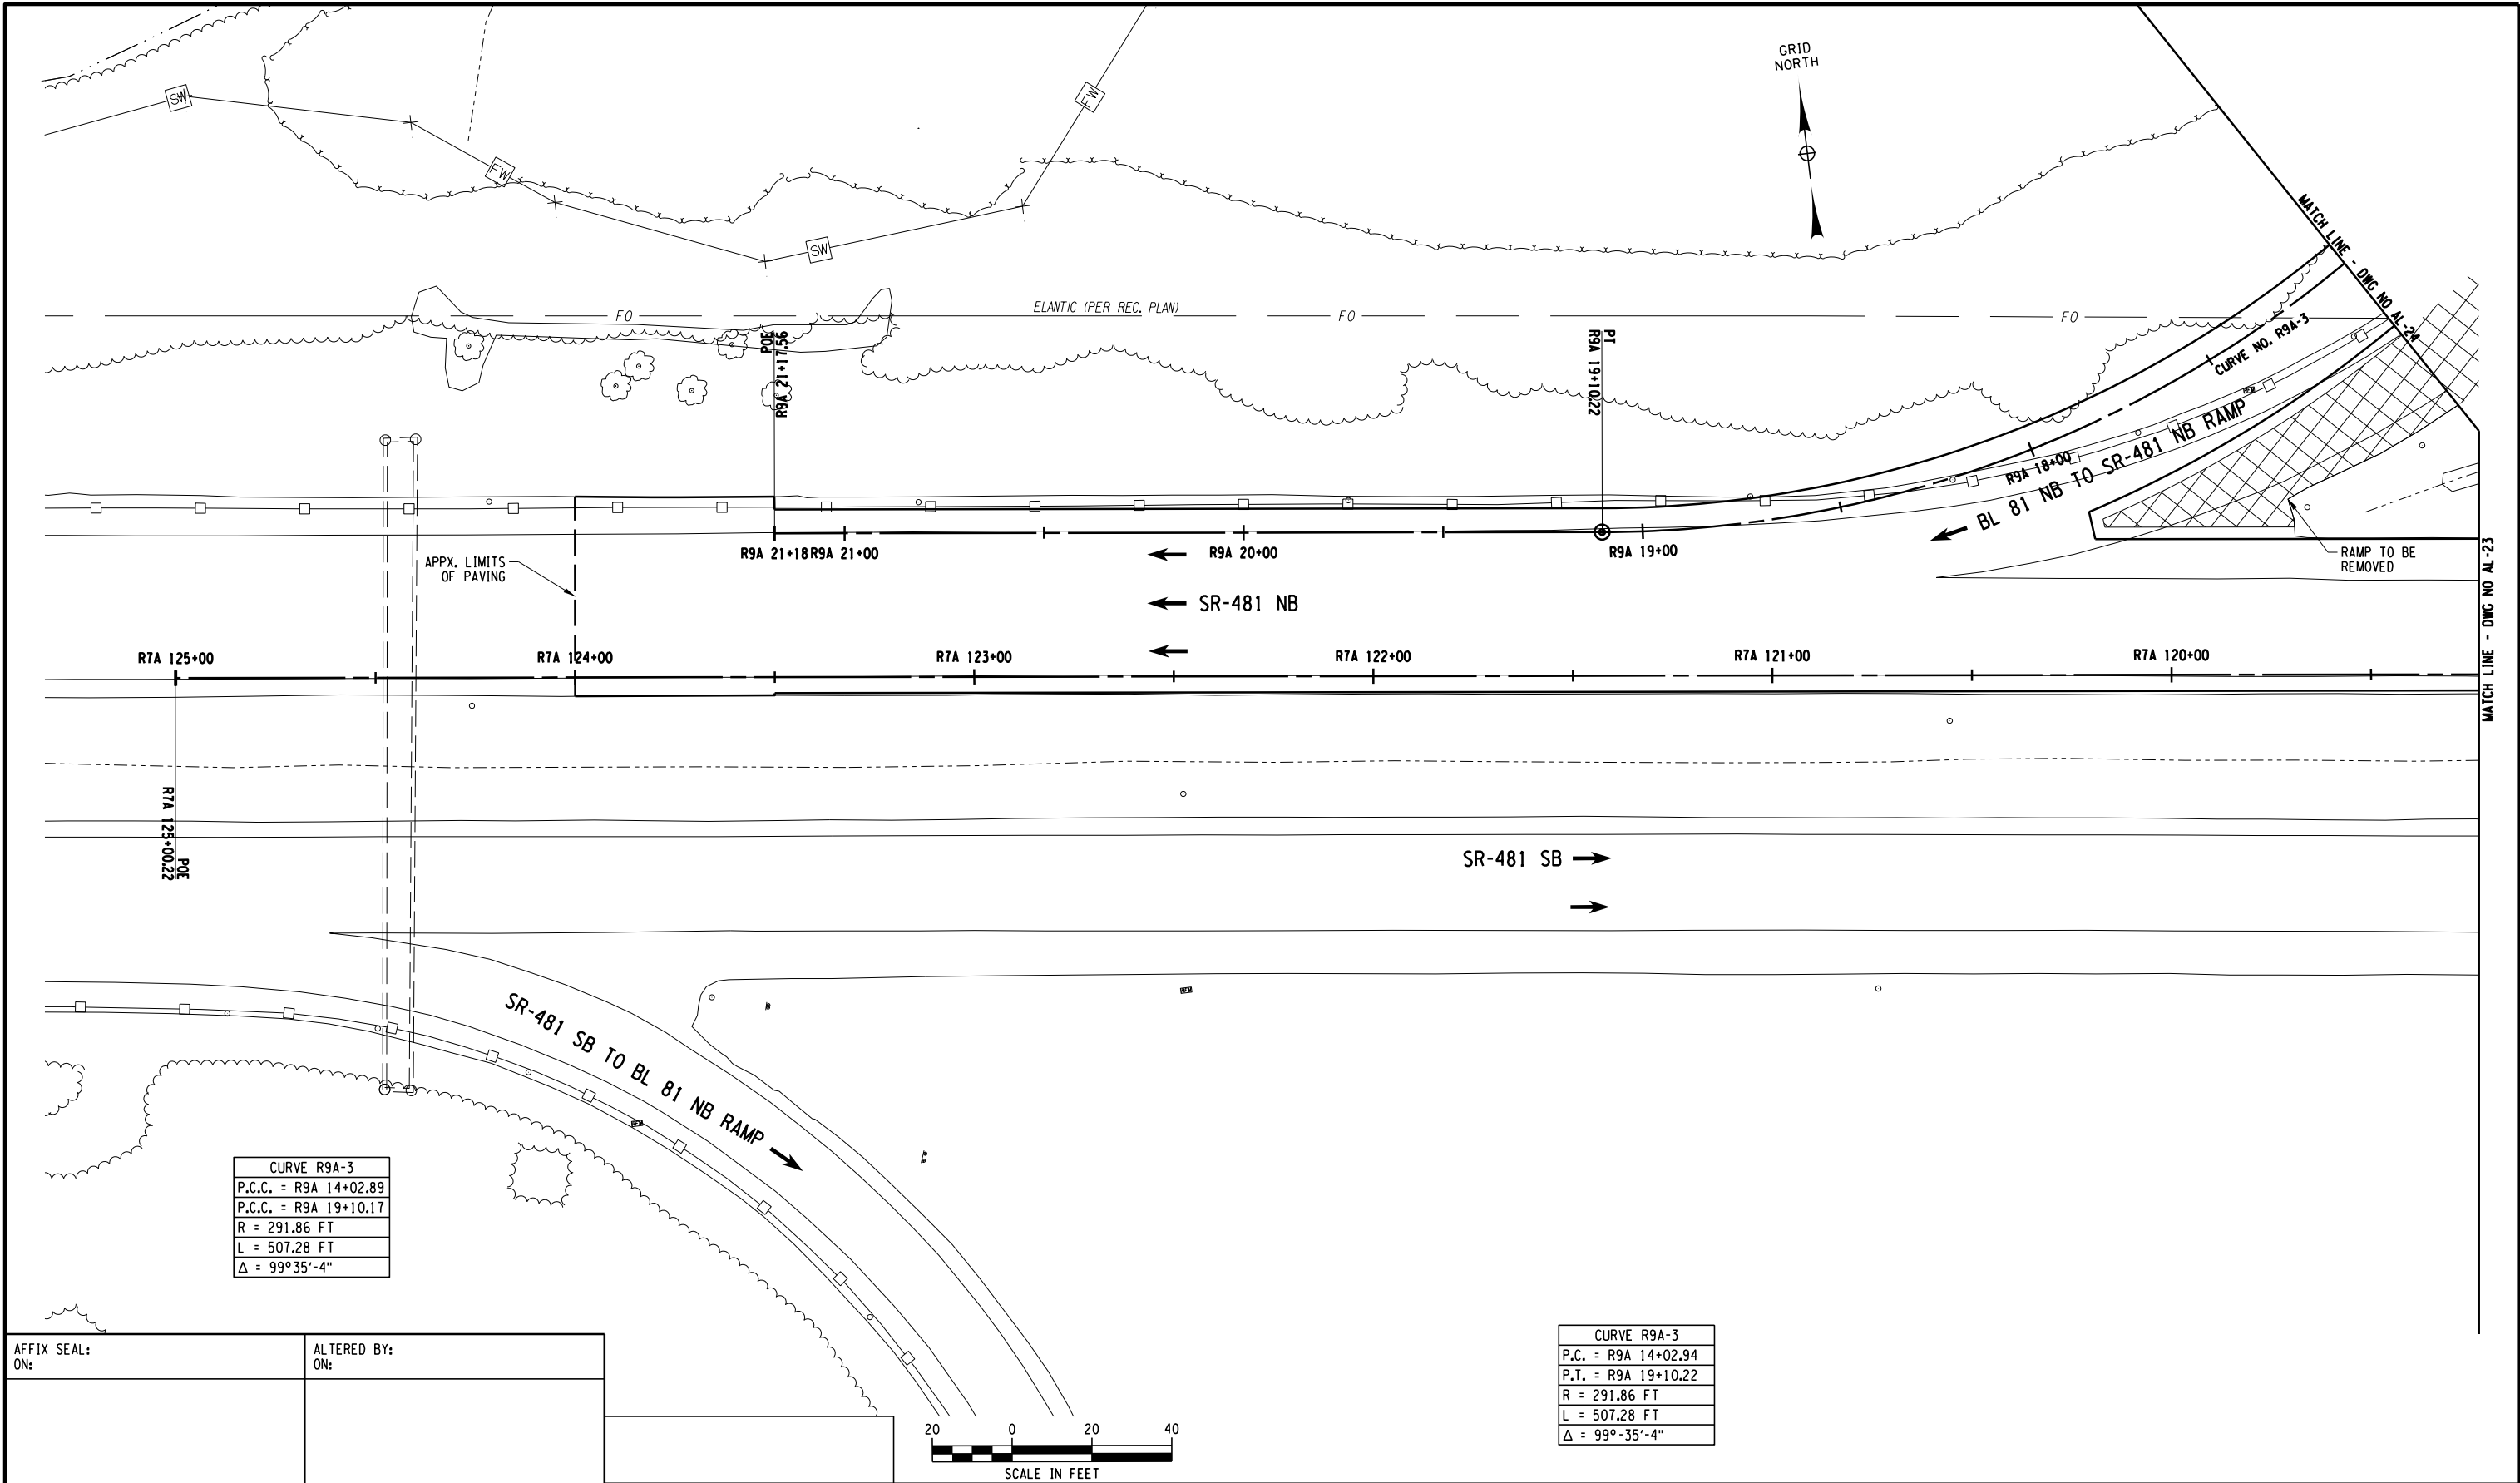 GRID
NORTH
SW
FW
FW
SW
MATCH LINE - DWG NO AL-24
ELANTIC (PER REC. PLAN)
FO
FO
FO
POE
R9A 21+17.56
PT
R9A 19+10.22
CURVE NO. R9A-3
R9A 18+00
BL 81 NB TO SR-481 NB RAMP
R9A 21+18
R9A 21+00
R9A 20+00
R9A 19+00
APPX. LIMITS
OF PAVING
RAMP TO BE
REMOVED
SR-481 NB
MATCH LINE - DWG NO AL-23
R7A 125+00
R7A 124+00
R7A 123+00
R7A 122+00
R7A 121+00
R7A 120+00
R7A 125+00.22
POE
SR-481 SB
SR-481 SB TO BL 81 NB RAMP
CURVE R9A-3
P.C.C. = R9A 14+02.89
P.C.C. = R9A 19+10.17
R = 291.86 FT
L = 507.28 FT
Δ = 99°35'-4"
CURVE R9A-3
P.C. = R9A 14+02.94
P.T. = R9A 19+10.22
R = 291.86 FT
L = 507.28 FT
Δ = 99°-35'-4"
AFFIX SEAL:
ON:
ALTERED BY:
ON:
20 0 20 40
SCALE IN FEET